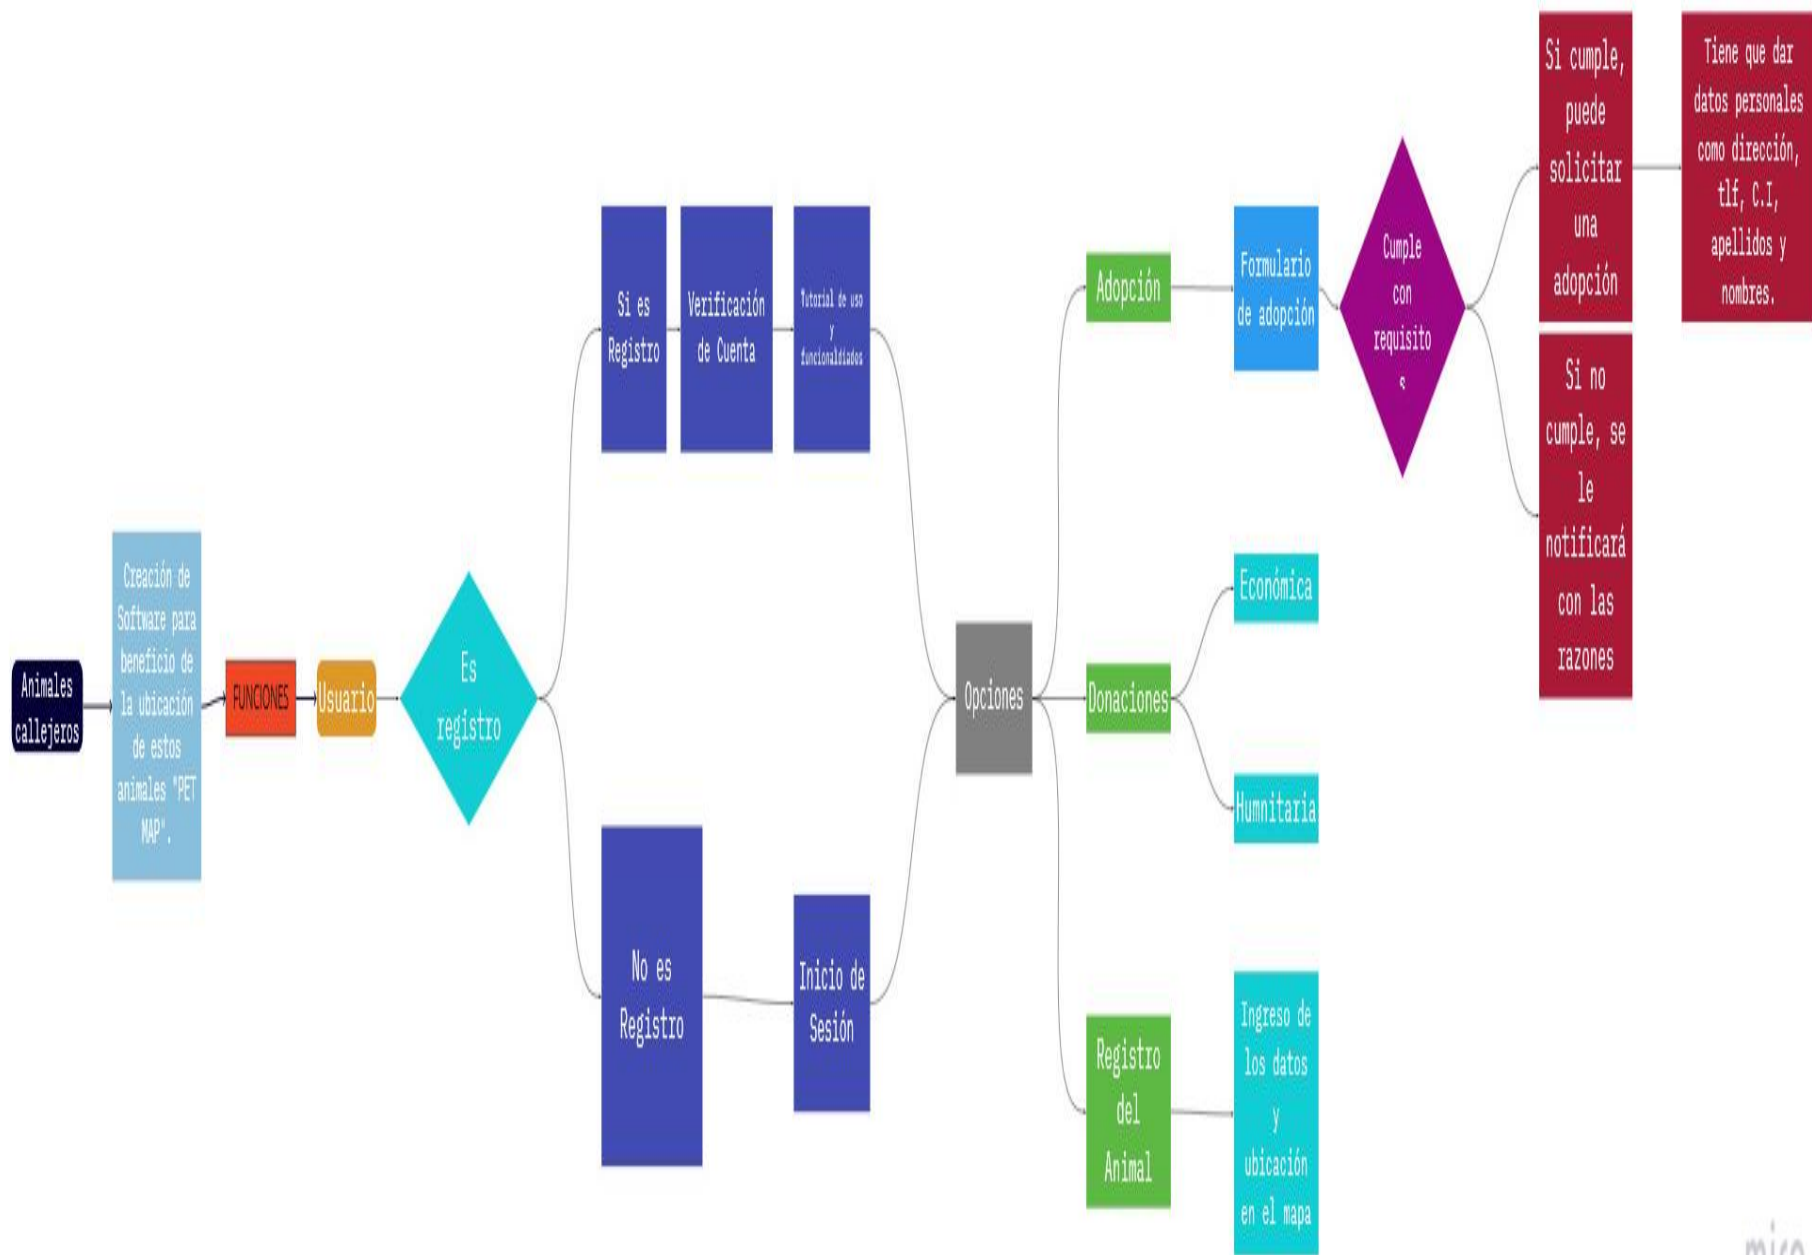 Animales
callejeros
Creación de
Software para
beneficio de
la ubicación
de estos
animales "PET
MAP".
FUNCIONES
Usuario
Es
registro
Si es
Registro
Verificación
de Cuenta
Tutorial de uso
y
funcionaldiades
No es
Registro
Inicio de
Sesión
Opciones
Adopción
Formulario
de adopción
Cumple
con
requisito
s
Si cumple,
puede
solicitar
una
adopción
Tiene que dar
datos personales
como dirección,
tlf, C.I,
apellidos y
nombres.
Si no
cumple, se
le
notificará
con las
razones
Donaciones
Económica
Humnitaria
Registro
del
Animal
Ingreso de
los datos
y
ubicación
en el mapa